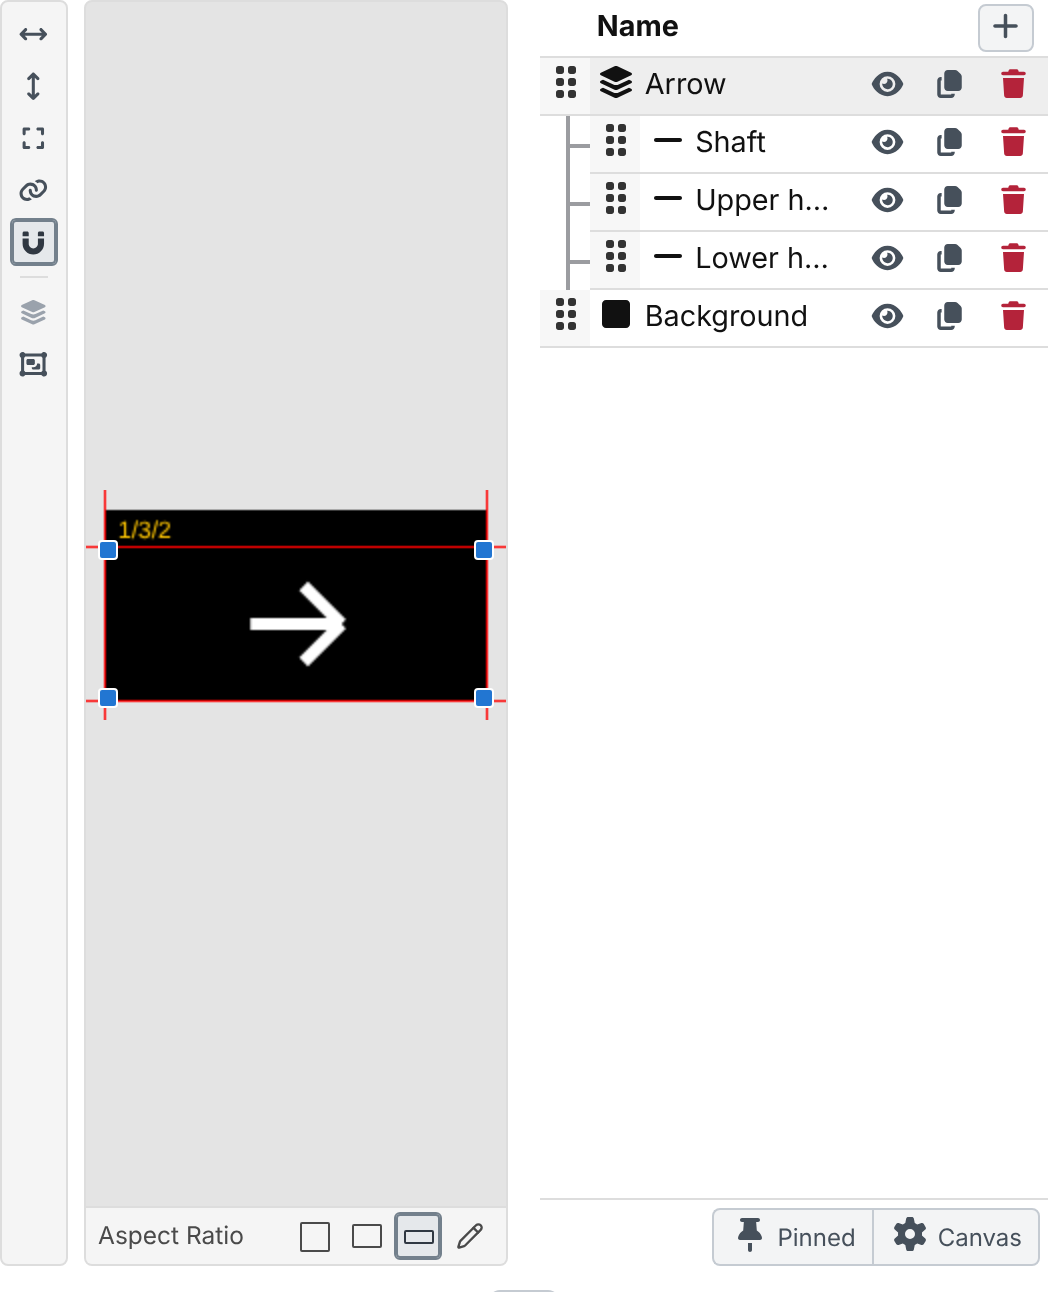 Name
Arrow
Shaft
Upper h...
Lower h...
Background
1/3/2
Aspect Ratio
Pinned
Canvas